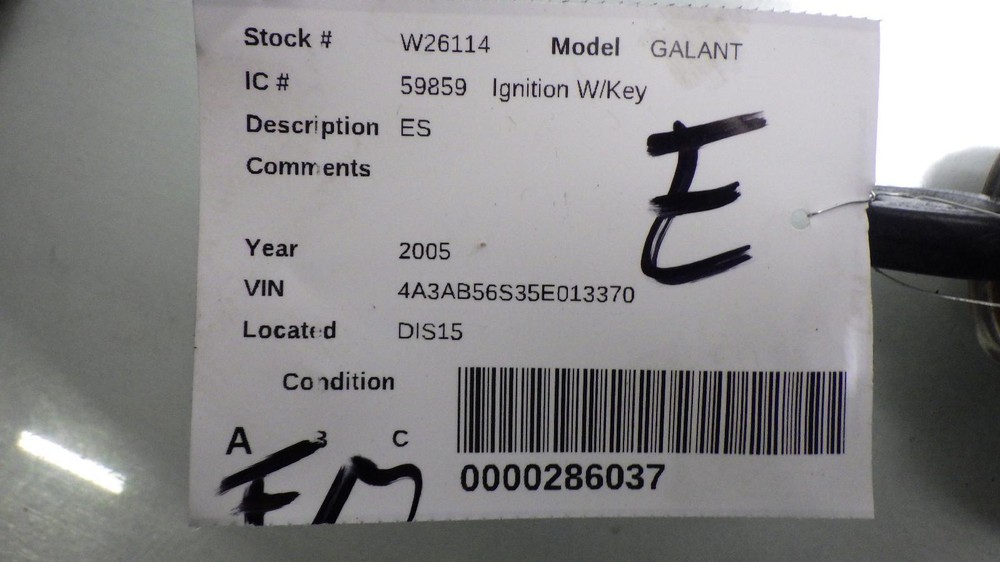 Stock # W26114 Model GALANT
IC # 59859 Ignition W/Key
Description ES
Comments
E
Year 2005
VIN 4A3AB56S35E013370
Located DIS15
Condition
A B C
0000286037